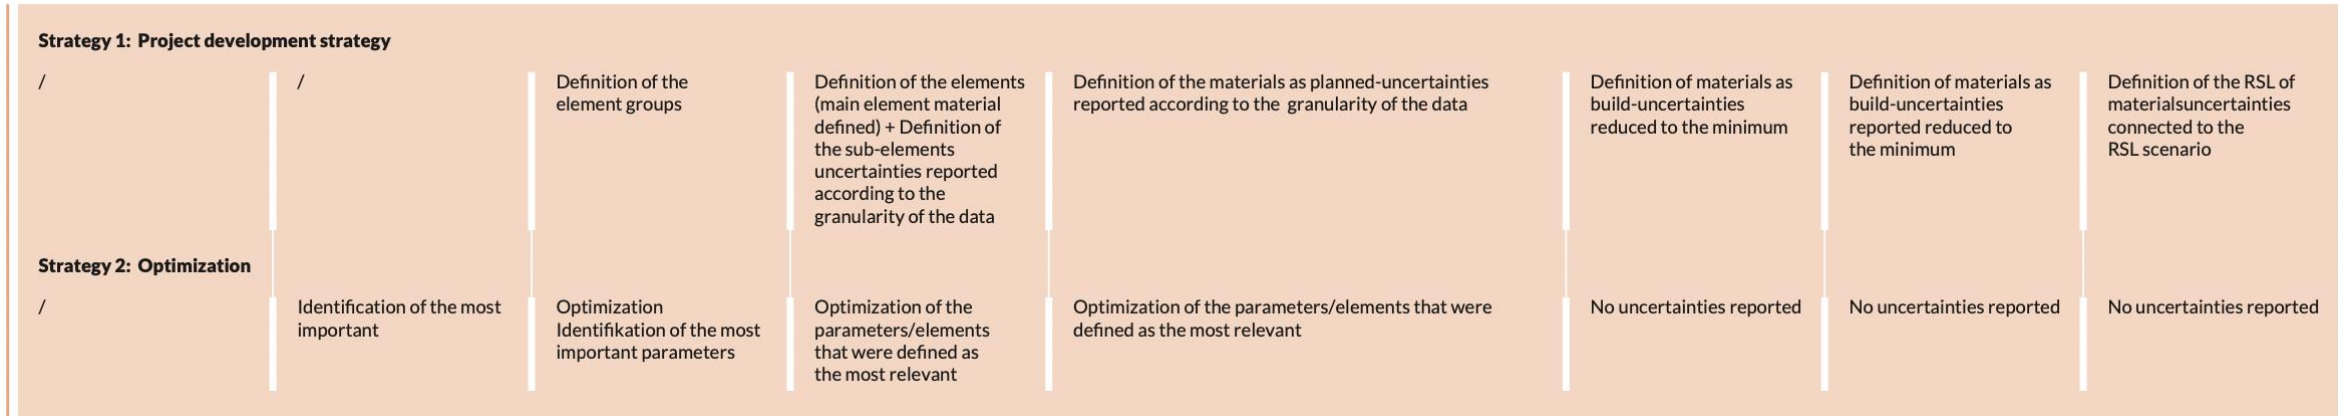 Strategy 1: Project development strategy
/
/
Definition of the
element groups
Definition of the elements
(main element material
defined) + Definition of
the sub-elements
uncertainties reported
according to the
granularity of the data
Definition of the materials as planned-uncertainties
reported according to the granularity of the data
Definition of materials as
build-uncertainties
reduced to the minimum
Definition of materials as
build-uncertainties
reported reduced to
the minimum
Definition of the RSL of
materialsuncertainties
connected to the
RSL scenario
Strategy 2: Optimization
/
Identification of the most
important
Optimization
Identifikation of the most
important parameters
Optimization of the
parameters/elements
that were defined as
the most relevant
Optimization of the parameters/elements that were
defined as the most relevant
No uncertainties reported
No uncertainties reported
No uncertainties reported